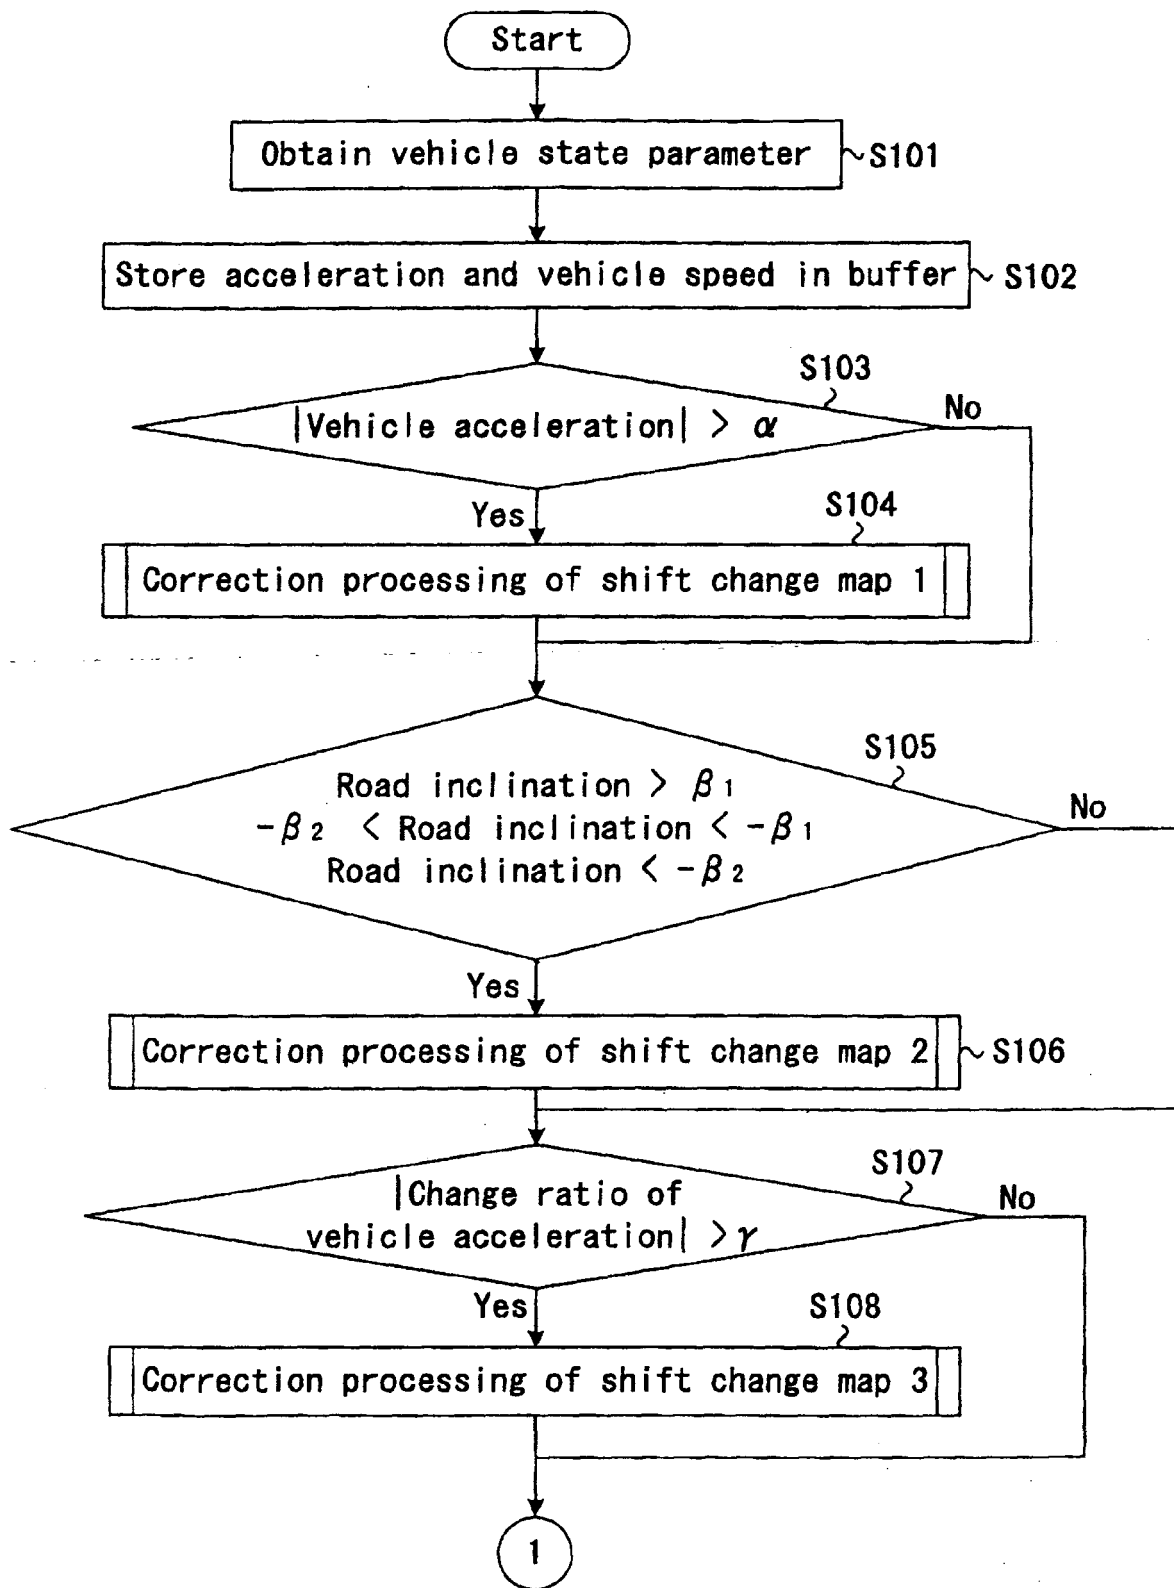 Start
Obtain vehicle state parameter
S101
Store acceleration and vehicle speed in buffer
S102
S103
|Vehicle acceleration| > α
No
Yes
S104
Correction processing of shift change map 1
S105
Road inclination > β1
-β2 < Road inclination < -β1
Road inclination < -β2
No
Yes
Correction processing of shift change map 2
S106
S107
|Change ratio of
vehicle acceleration| > γ
No
Yes
S108
Correction processing of shift change map 3
1